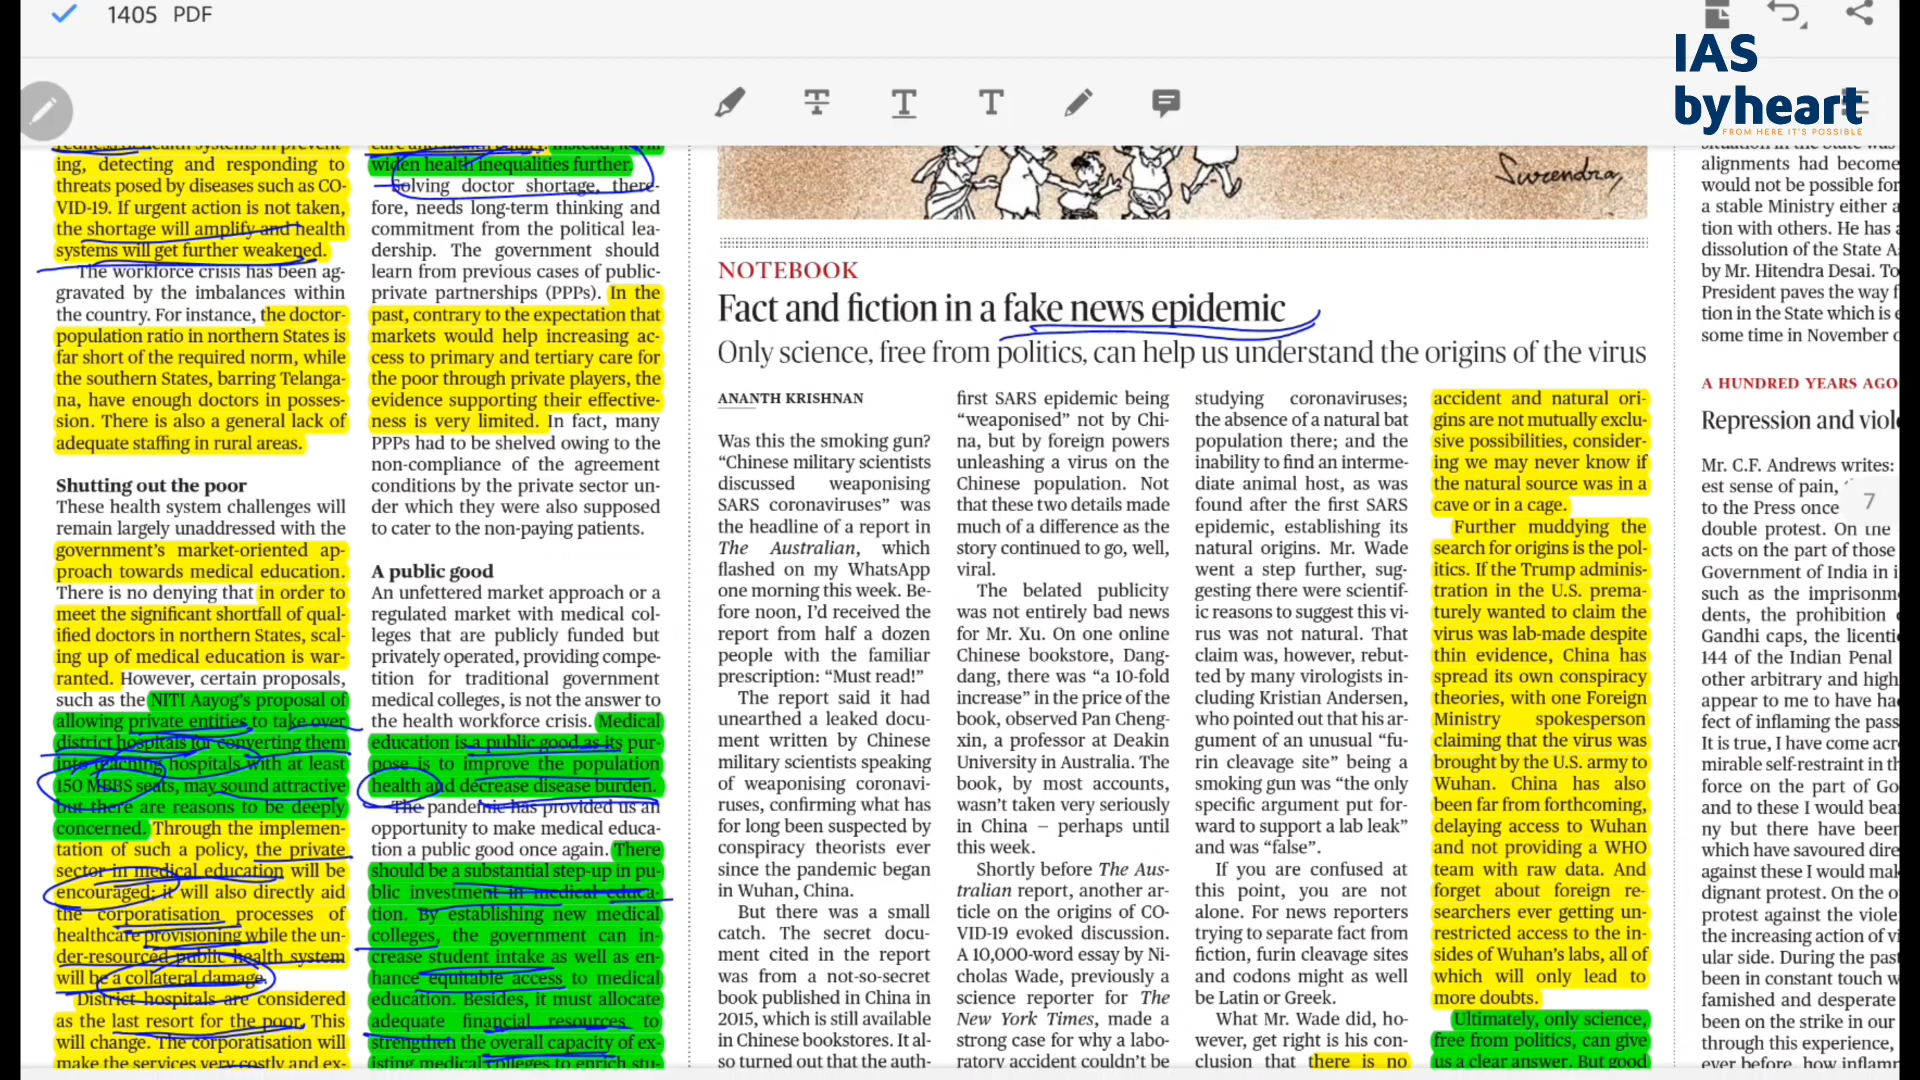 1405 PDF
IAS
byheart
FROM HERE IT'S POSSIBLE
ing, detecting and responding to
threats posed by diseases such as CO-
VID-19. If urgent action is not taken,
the shortage will amplify and health
systems will get further weakened.
The workforce crisis has been ag-
gravated by the imbalances within
the country. For instance, the doctor-
population ratio in northern States is
far short of the required norm, while
the southern States, barring Telanga-
na, have enough doctors in posses-
sion. There is also a general lack of
adequate staffing in rural areas.
Shutting out the poor
These health system challenges will
remain largely unaddressed with the
government's market-oriented ap-
proach towards medical education.
There is no denying that in order to
meet the significant shortfall of qual-
ified doctors in northern States, scal-
ing up of medical education is war-
ranted. However, certain proposals,
such as the NITI Aayog's proposal of
allowing private entities to take over
district hospitals for converting them
into teaching hospitals with at least
150 MBBS seats, may sound attractive
but there are reasons to be deeply
concerned. Through the implemen-
tation of such a policy, the private
sector in medical education will be
encouraged; it will also directly aid
the corporatisation processes of
healthcare provisioning while the un-
der-resourced public health system
will be a collateral damage.
District hospitals are considered
as the last resort for the poor. This
will change. The corporatisation will
make the services very costly and ex-
widen health inequalities further.
Solving doctor shortage, there-
fore, needs long-term thinking and
commitment from the political lea-
dership. The government should
learn from previous cases of public-
private partnerships (PPPs). In the
past, contrary to the expectation that
markets would help increasing ac-
cess to primary and tertiary care for
the poor through private players, the
evidence supporting their effective-
ness is very limited. In fact, many
PPPs had to be shelved owing to the
non-compliance of the agreement
conditions by the private sector un-
der which they were also supposed
to cater to the non-paying patients.
A public good
An unfettered market approach or a
regulated market with medical col-
leges that are publicly funded but
privately operated, providing compe-
tition for traditional government
medical colleges, is not the answer to
the health workforce crisis. Medical
education is a public good as its pur-
pose is to improve the population
health and decrease disease burden.
The pandemic has provided us an
opportunity to make medical educa-
tion a public good once again. There
should be a substantial step-up in pu-
blic investment in medical educa-
tion. By establishing new medical
colleges, the government can in-
crease student intake as well as en-
hance equitable access to medical
education. Besides, it must allocate
adequate financial resources to
strengthen the overall capacity of ex-
isting medical colleges to enrich stu-
Surendra
NOTEBOOK
Fact and fiction in a fake news epidemic
Only science, free from politics, can help us understand the origins of the virus
ANANTH KRISHNAN
Was this the smoking gun?
“Chinese military scientists
discussed weaponising
SARS coronaviruses” was
the headline of a report in
The Australian, which
flashed on my WhatsApp
one morning this week. Be-
fore noon, I'd received the
report from half a dozen
people with the familiar
prescription: “Must read!”
The report said it had
unearthed a leaked docu-
ment written by Chinese
military scientists speaking
of weaponising coronavi-
ruses, confirming what has
for long been suspected by
conspiracy theorists ever
since the pandemic began
in Wuhan, China.
But there was a small
catch. The secret docu-
ment cited in the report
was from a not-so-secret
book published in China in
2015, which is still available
in Chinese bookstores. It al-
so turned out that the auth-
first SARS epidemic being
“weaponised” not by Chi-
na, but by foreign powers
unleashing a virus on the
Chinese population. Not
that these two details made
much of a difference as the
story continued to go, well,
viral.
The belated publicity
was not entirely bad news
for Mr. Xu. On one online
Chinese bookstore, Dang-
dang, there was “a 10-fold
increase” in the price of the
book, observed Pan Cheng-
xin, a professor at Deakin
University in Australia. The
book, by most accounts,
wasn't taken very seriously
in China – perhaps until
this week.
Shortly before The Aus-
tralian report, another ar-
ticle on the origins of CO-
VID-19 evoked discussion.
A 10,000-word essay by Ni-
cholas Wade, previously a
science reporter for The
New York Times, made a
strong case for why a labo-
ratory accident couldn't be
studying coronaviruses;
the absence of a natural bat
population there; and the
inability to find an interme-
diate animal host, as was
found after the first SARS
epidemic, establishing its
natural origins. Mr. Wade
went a step further, sug-
gesting there were scientif-
ic reasons to suggest this vi-
rus was not natural. That
claim was, however, rebut-
ted by many virologists in-
cluding Kristian Andersen,
who pointed out that his ar-
gument of an unusual “fu-
rin cleavage site” being a
smoking gun was “the only
specific argument put for-
ward to support a lab leak”
and was “false”.
If you are confused at
this point, you are not
alone. For news reporters
trying to separate fact from
fiction, furin cleavage sites
and codons might as well
be Latin or Greek.
What Mr. Wade did, ho-
wever, get right is his con-
clusion that there is no
accident and natural ori-
gins are not mutually exclu-
sive possibilities, consider-
ing we may never know if
the natural source was in a
cave or in a cage.
Further muddying the
search for origins is the pol-
itics. If the Trump adminis-
tration in the U.S. prema-
turely wanted to claim the
virus was lab-made despite
thin evidence, China has
spread its own conspiracy
theories, with one Foreign
Ministry spokesperson
claiming that the virus was
brought by the U.S. army to
Wuhan. China has also
been far from forthcoming,
delaying access to Wuhan
and not providing a WHO
team with raw data. And
forget about foreign re-
searchers ever getting un-
restricted access to the in-
sides of Wuhan's labs, all of
which will only lead to
more doubts.
Ultimately, only science,
free from politics, can give
us a clear answer. But good
alignments had become
would not be possible for
a stable Ministry either a
tion with others. He has
dissolution of the State A
by Mr. Hitendra Desai. To
President paves the way f
tion in the State which is e
some time in November
A HUNDRED YEARS AGO
Repression and viol
Mr. C.F. Andrews writes:
est sense of pain,
to the Press once
double protest. On the
acts on the part of those
Government of India in i
such as the imprisonm
dents, the prohibition
Gandhi caps, the licenti
144 of the Indian Penal
other arbitrary and high
appear to me to have ha
fect of inflaming the pass
It is true, I have come acr
mirable self-restraint in th
force on the part of Go
and to these I would bea
ny but there have been
which have savoured dire
against these I would mak
dignant protest. On the o
protest against the viole
the increasing action of vi
ular side. During the past
been in constant touch w
famished and desperate
been on the strike in our
through this experience,
ever before, how inflam
7